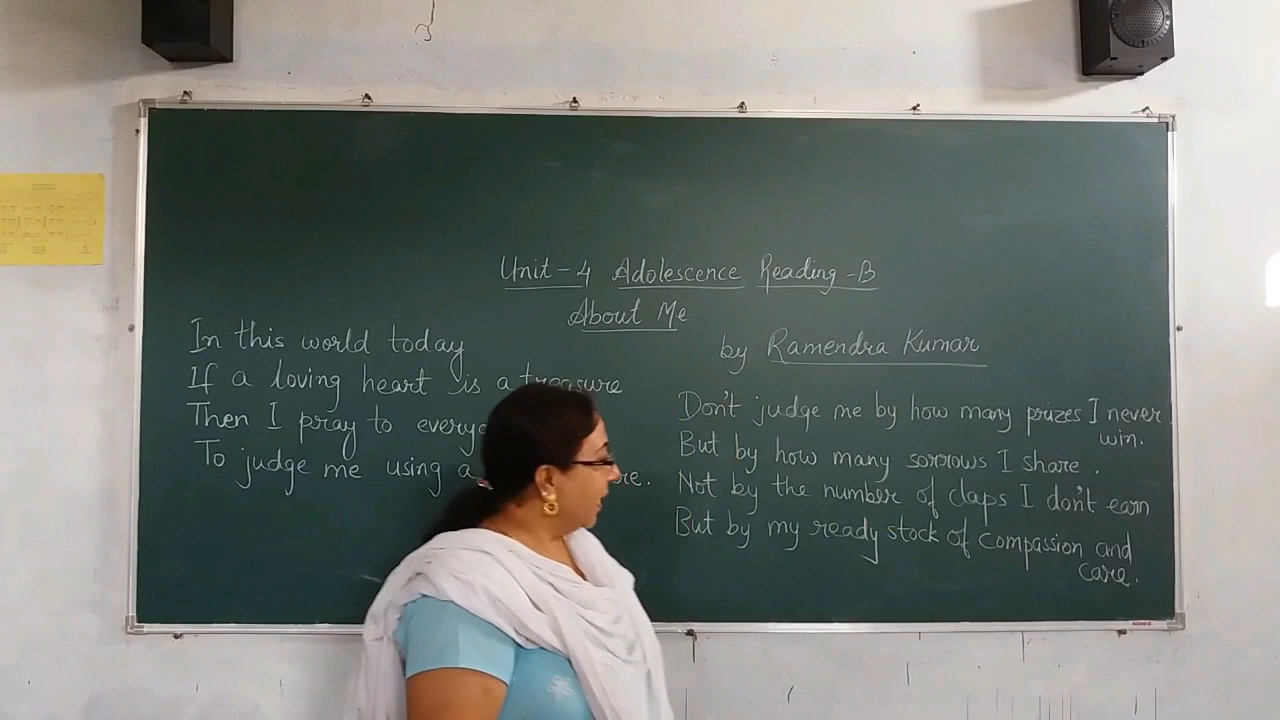 Unit-4 Adolescence Reading-B
About Me
by Ramendra Kumar
In this world today
If a loving heart is a treasure
Then I pray to
To judge me using a
Don't judge me by how many prizes I never
win.
But by how many sorrows I share.
Not by the number of claps I don't earn
But by my ready stock of compassion and
care.